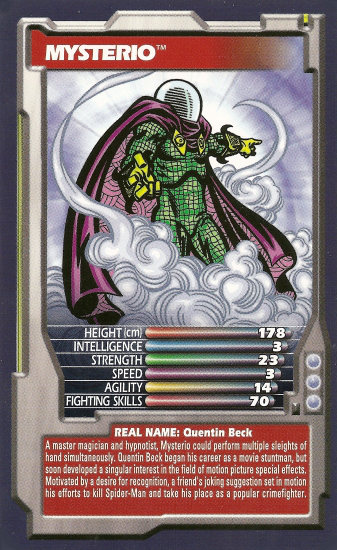 MYSTERIO™
HEIGHT (cm) 178
INTELLIGENCE 3
STRENGTH 23
SPEED 3
AGILITY 14
FIGHTING SKILLS 70
REAL NAME: Quentin Beck
A master magician and hypnotist, Mysterio could perform multiple sleights of
hand simultaneously. Quentin Beck began his career as a movie stuntman, but
soon developed a singular interest in the field of motion picture special effects.
Motivated by a desire for recognition, a friend's joking suggestion set in motion
his efforts to kill Spider-Man and take his place as a popular crimefighter.